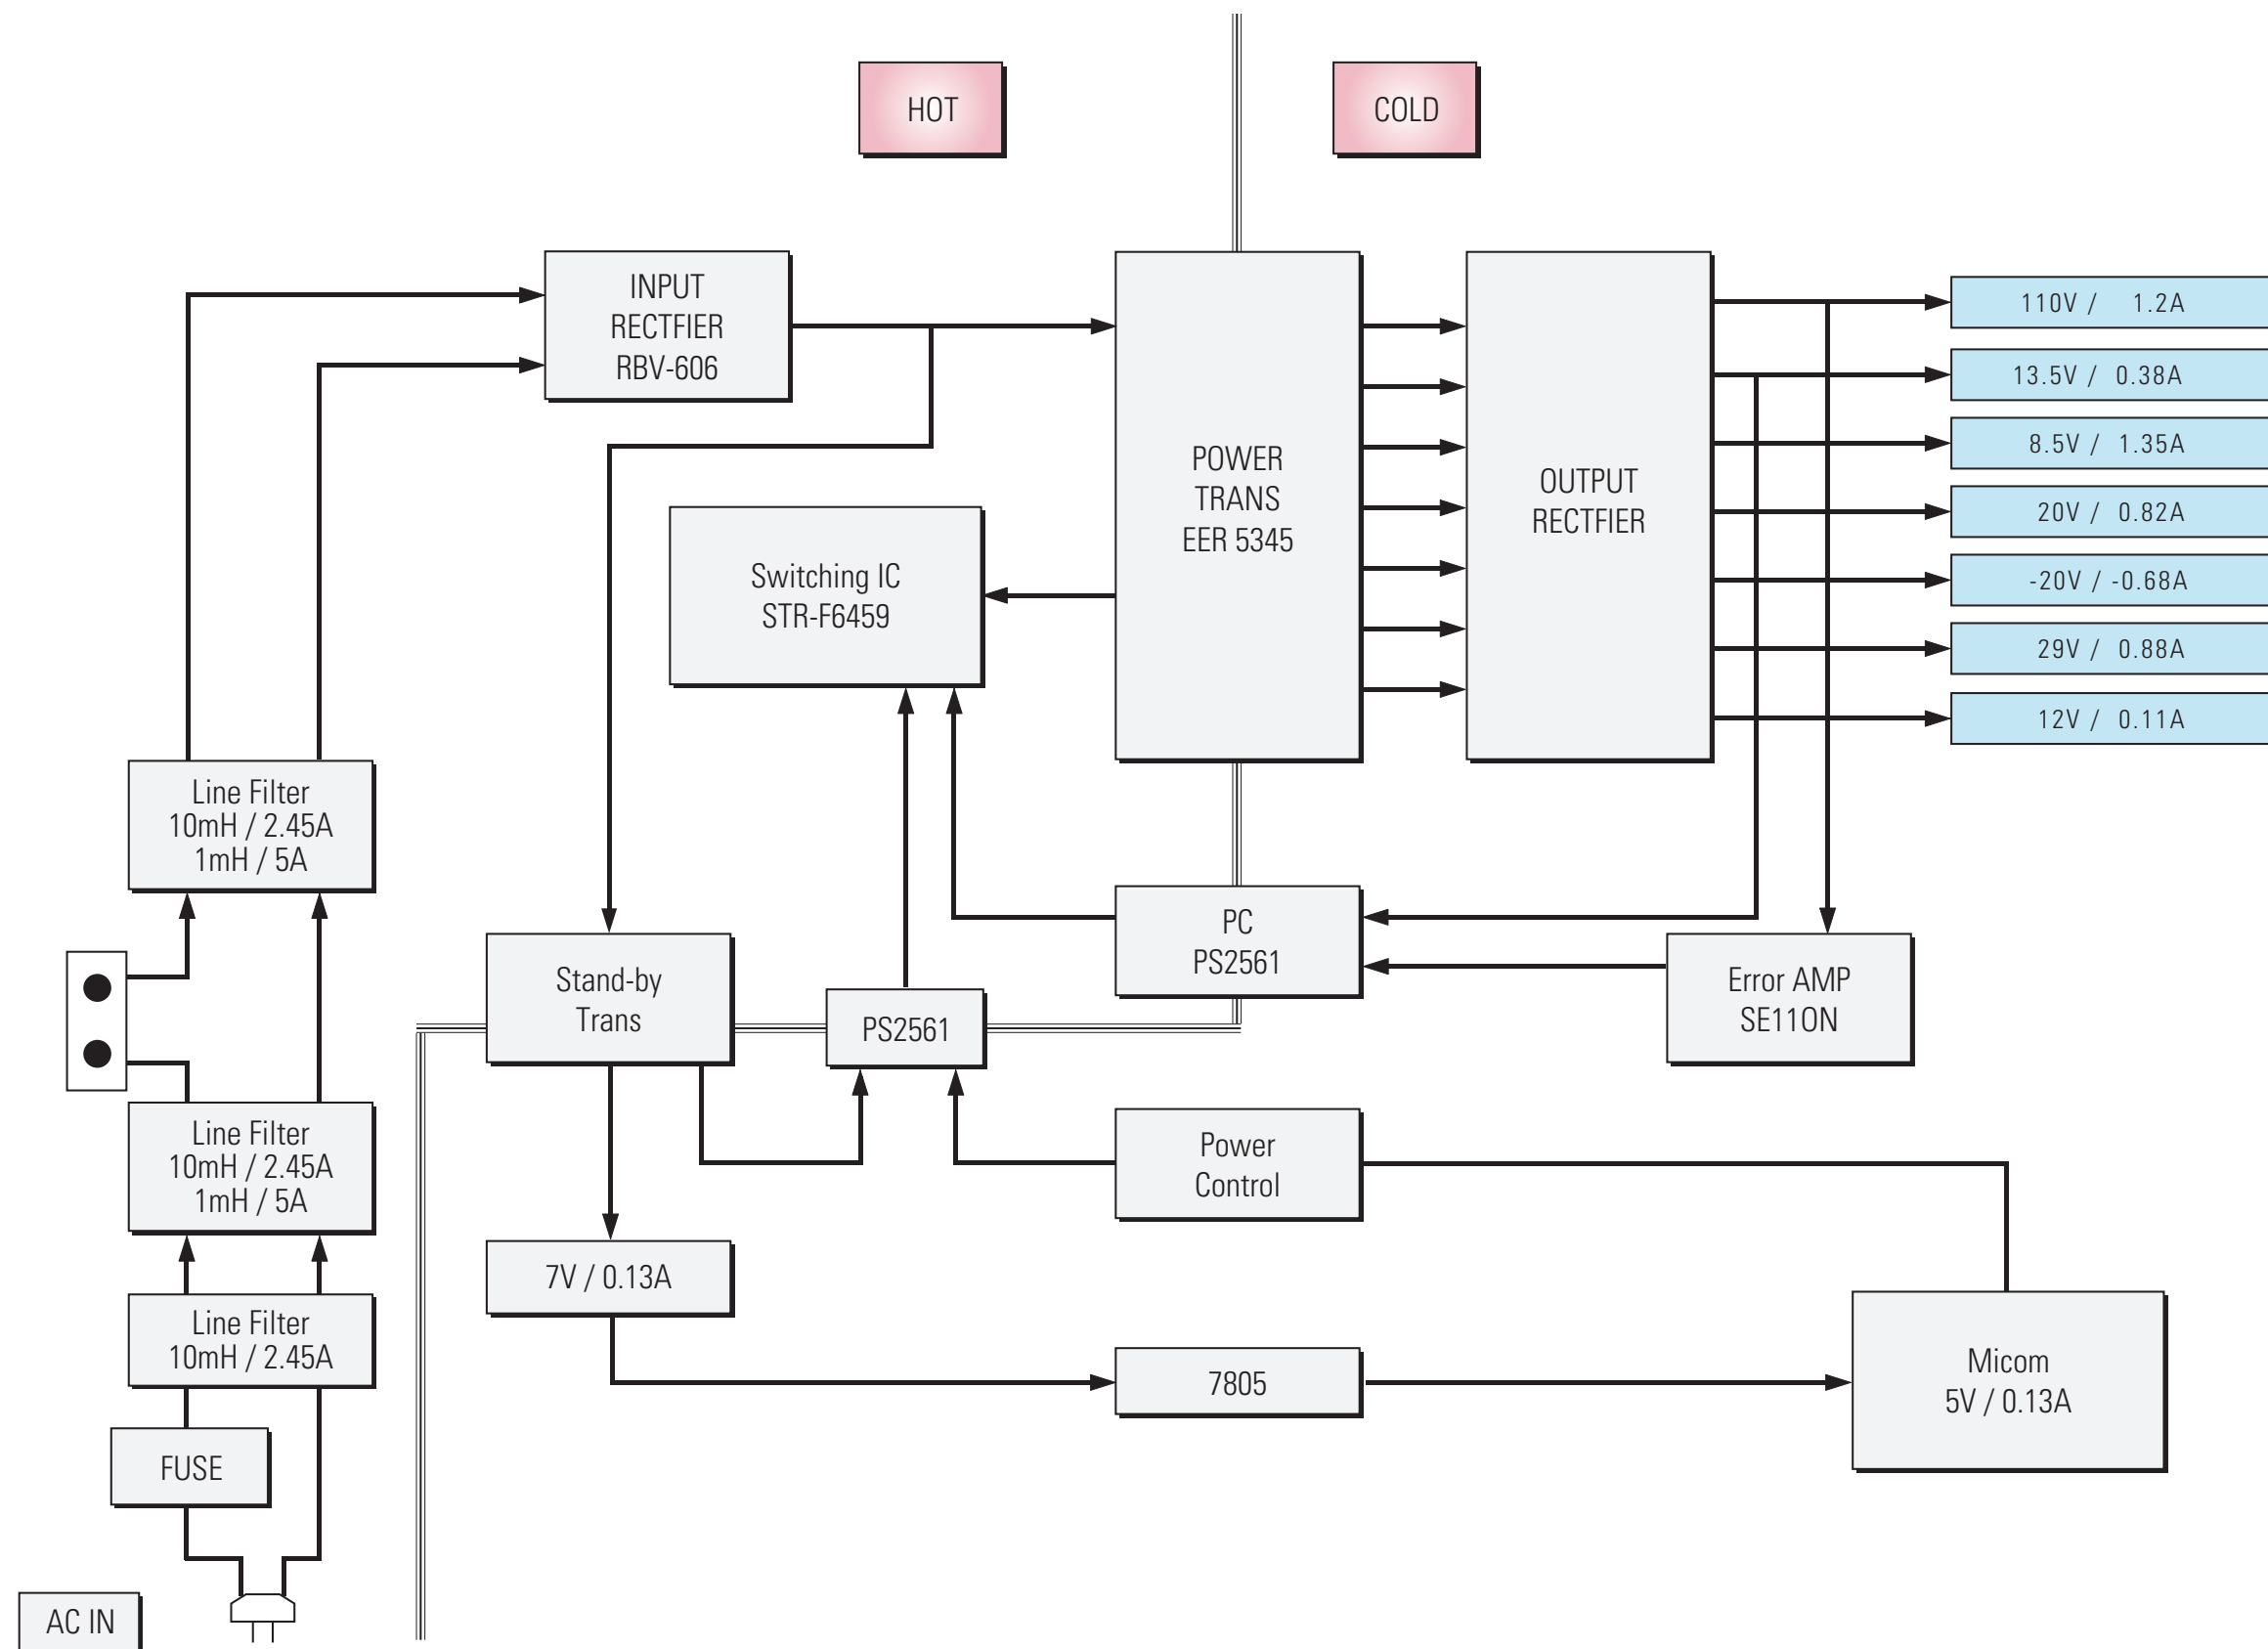 HOT
COLD
INPUT
RECTFIER
RBV-606
POWER
TRANS
EER 5345
OUTPUT
RECTFIER
110V / 1.2A
13.5V / 0.38A
8.5V / 1.35A
20V / 0.82A
-20V / -0.68A
29V / 0.88A
12V / 0.11A
Switching IC
STR-F6459
Line Filter
10mH / 2.45A
1mH / 5A
PC
PS2561
Stand-by
Trans
PS2561
Error AMP
SE11ON
Line Filter
10mH / 2.45A
1mH / 5A
Power
Control
7V / 0.13A
Line Filter
10mH / 2.45A
7805
Micom
5V / 0.13A
FUSE
AC IN